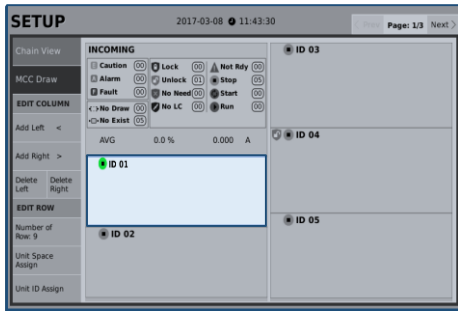 SETUP
2017-03-08 11:43:30
< Prev Page: 1/3 Next >
Chain View
MCC Draw
EDIT COLUMN
Add Left <
Add Right >
Delete Left Delete Right
EDIT ROW
Number of Row: 9
Unit Space Assign
Unit ID Assign
INCOMING
Caution 00 Lock 00 Not Rdy 00
Alarm 00 Unlock 01 Stop 05
Fault 00 No Need 00 Start 00
No Draw 00 No LC 00 Run 00
No Exist 05
AVG 0.0 % 0.000 A
ID 01
ID 02
ID 03
ID 04
ID 05